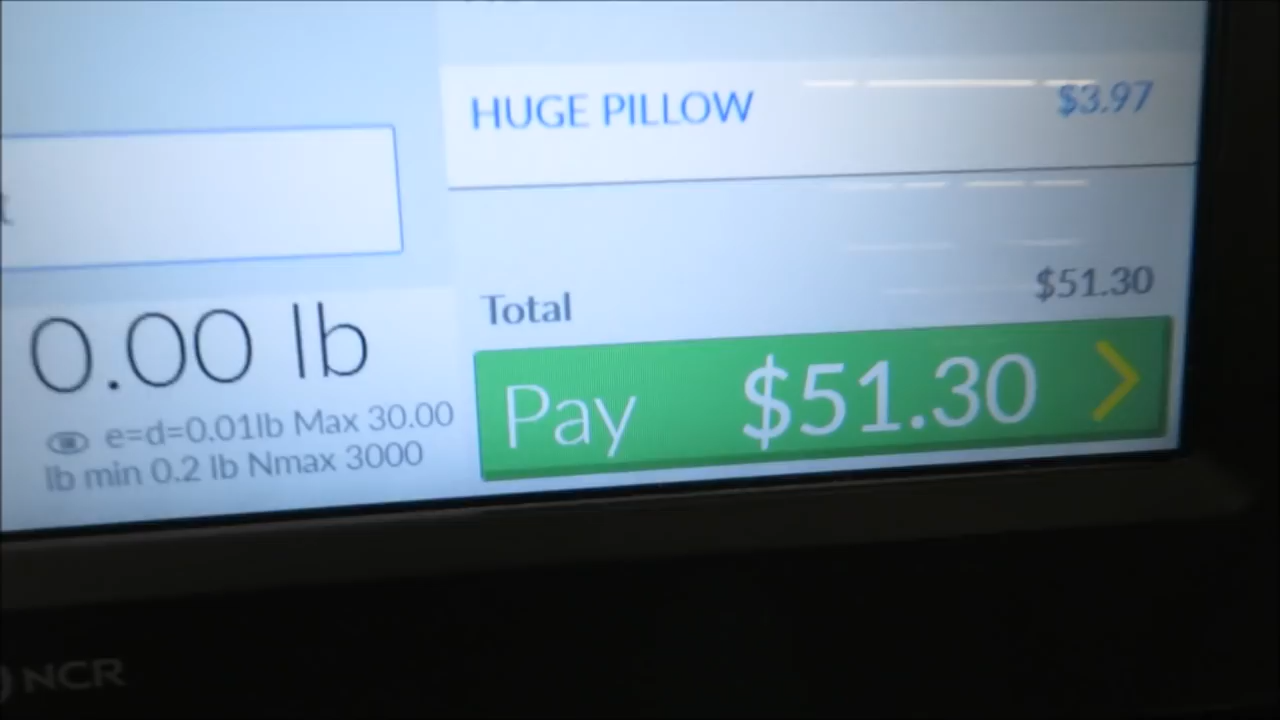 HUGE PILLOW $3.97
Total $51.30
Pay $51.30
0.00 lb
e=d=0.01lb Max 30.00
lb min 0.2 lb Nmax 3000
NCR